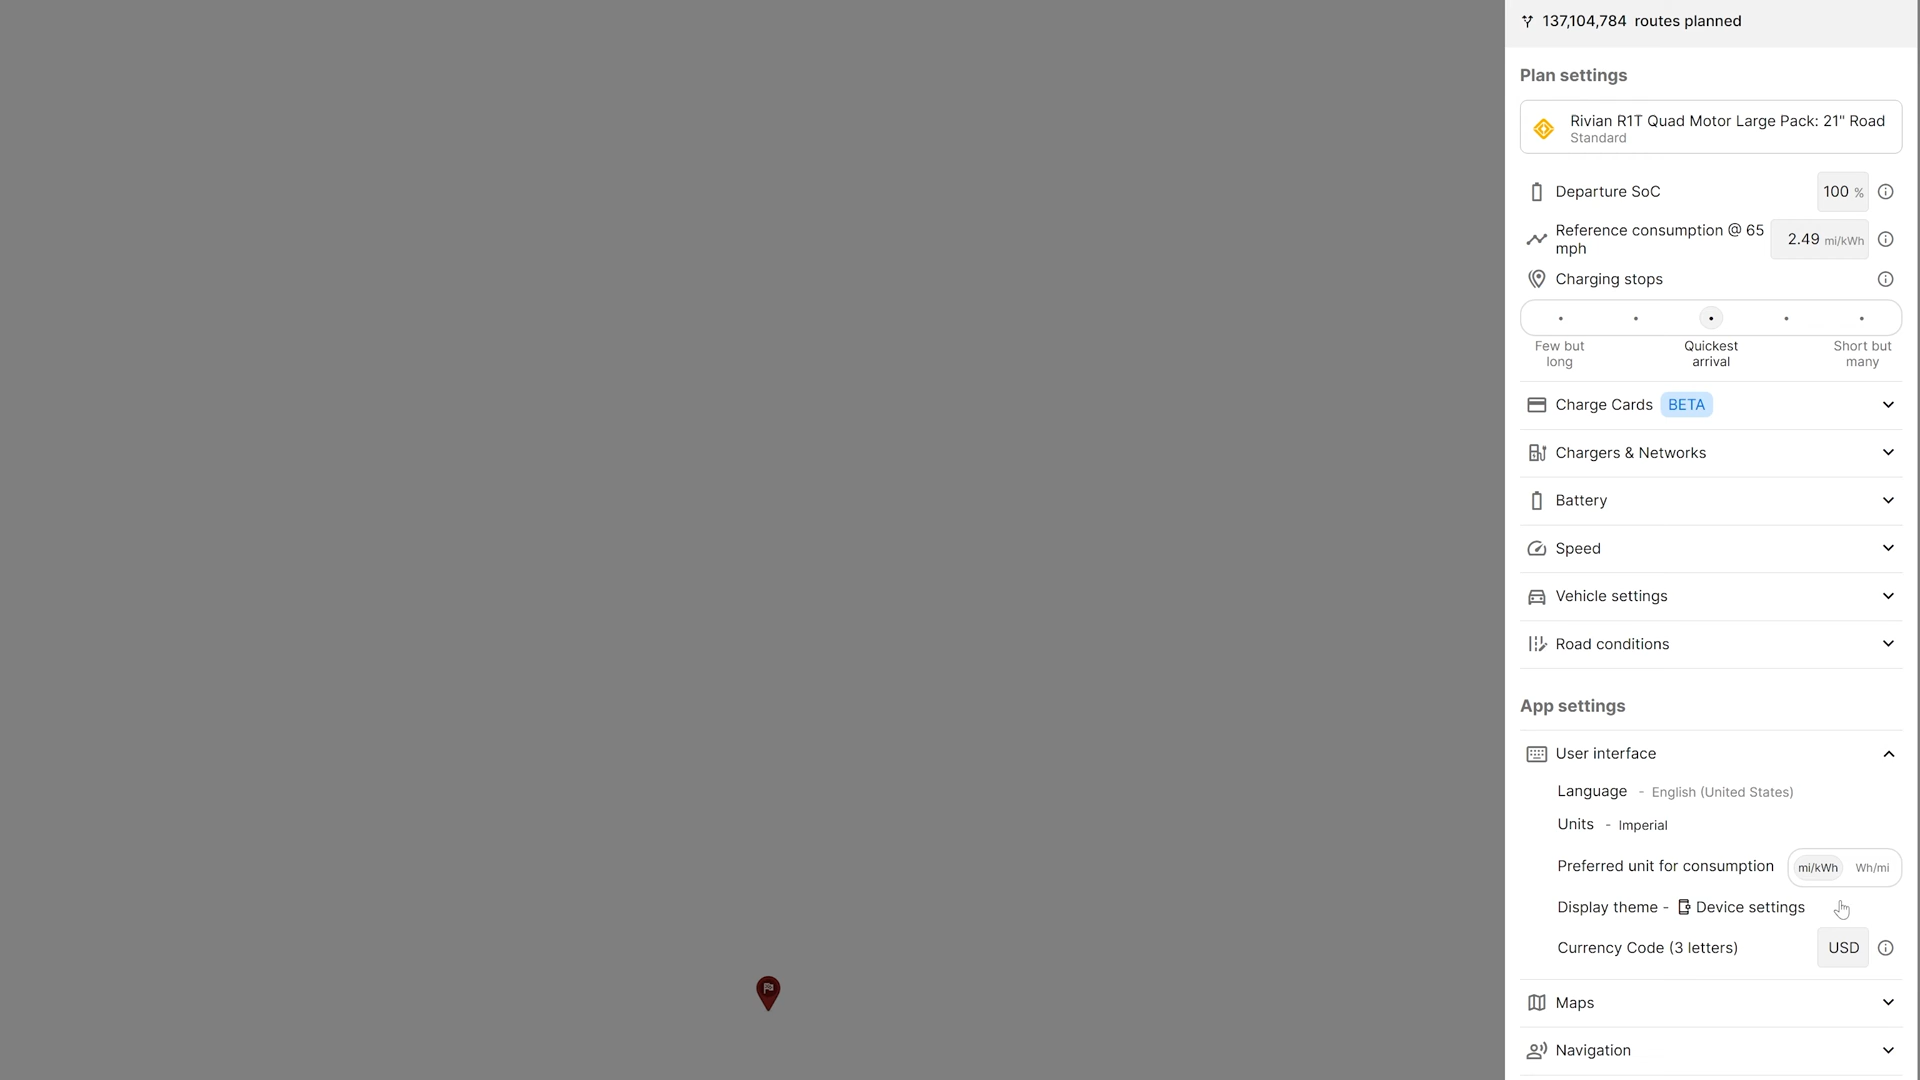 137,104,784 routes planned
Plan settings
Rivian R1T Quad Motor Large Pack: 21" Road
Standard
Departure SoC
100 %
Reference consumption @ 65
mph
2.49 mi/kWh
Charging stops
Few but
long
Quickest
arrival
Short but
many
Charge Cards BETA
Chargers & Networks
Battery
Speed
Vehicle settings
Road conditions
App settings
User interface
Language - English (United States)
Units - Imperial
Preferred unit for consumption mi/kWh Wh/mi
Display theme - Device settings
Currency Code (3 letters) USD
Maps
Navigation